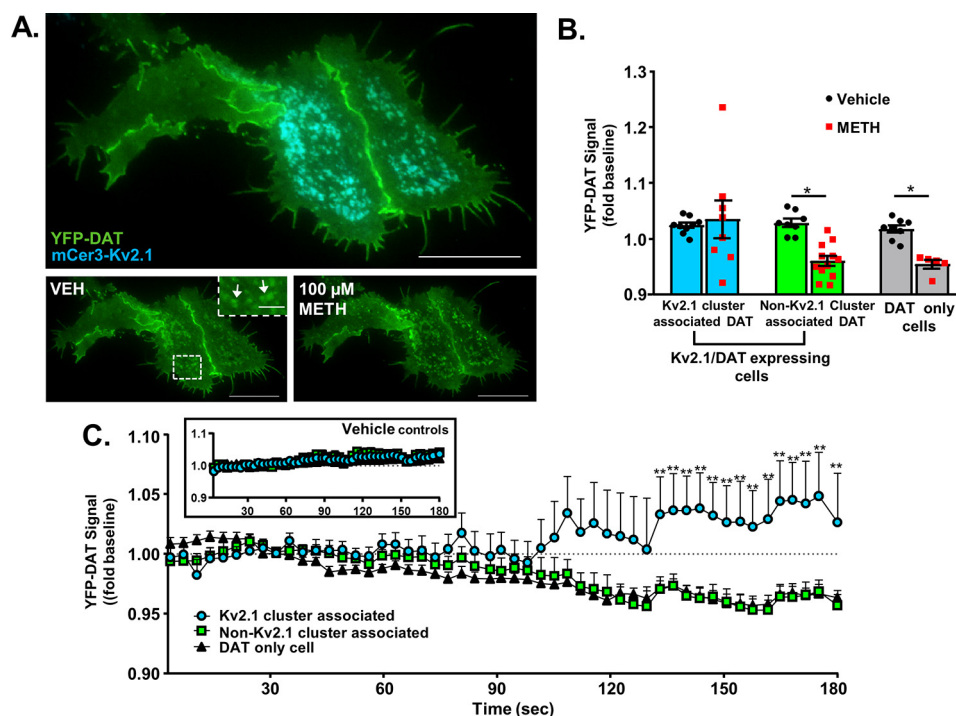 A.
YFP-DAT
mCer3-Kv2.1
VEH
100 µM
METH
B.
YFP-DAT Signal
(fold baseline)
1.3
1.2
1.1
1.0
0.9
Vehicle
METH
*
*
Kv2.1 cluster
associated DAT
Non-Kv2.1 Cluster
associated DAT
DAT only
cells
Kv2.1/DAT expressing
cells
C.
YFP-DAT Signal
((fold baseline)
1.10
1.05
1.00
0.95
0.90
Vehicle controls
1.1
1.0
0.9
30 60 90 120 150 180
** ** ** ** ** ** ** ** ** ** ** ** ** ** **
Kv2.1 cluster associated
Non-Kv2.1 cluster associated
DAT only cell
30 60 90 120 150 180
Time (sec)